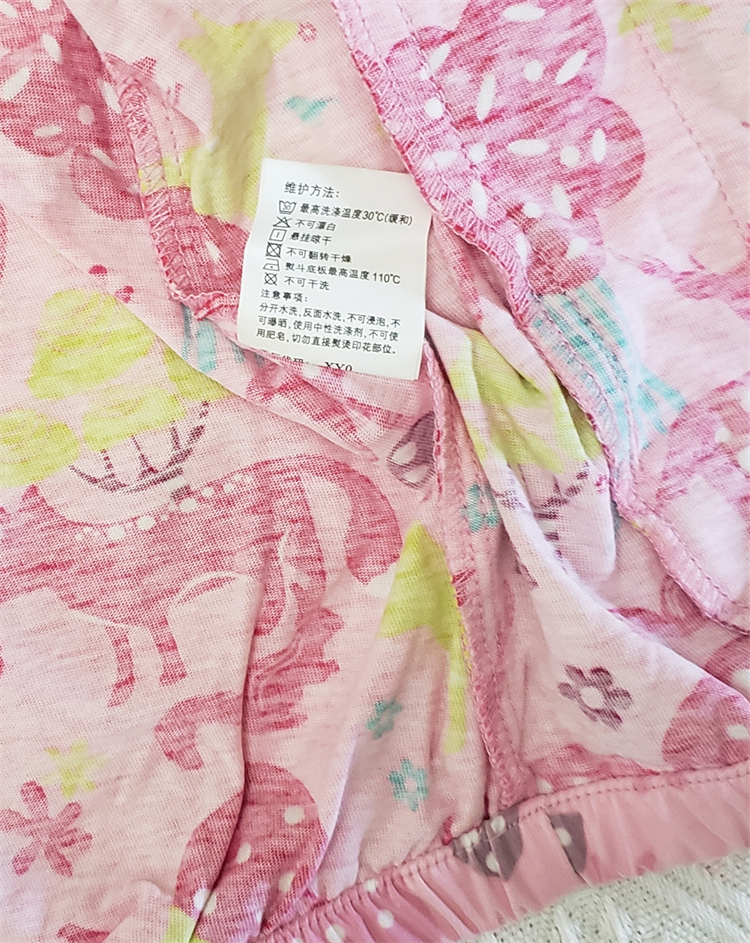 维护方法:
最高洗涤温度30℃(缓和)
不可漂白
悬挂晾干
不可翻转干燥
熨斗底板最高温度110℃
不可干洗
注意事项:
分开水洗,反面水洗,不可浸泡,不
可曝晒,使用中性洗涤剂,不可使
用肥皂,切勿直接熨烫印花部位。
XX0